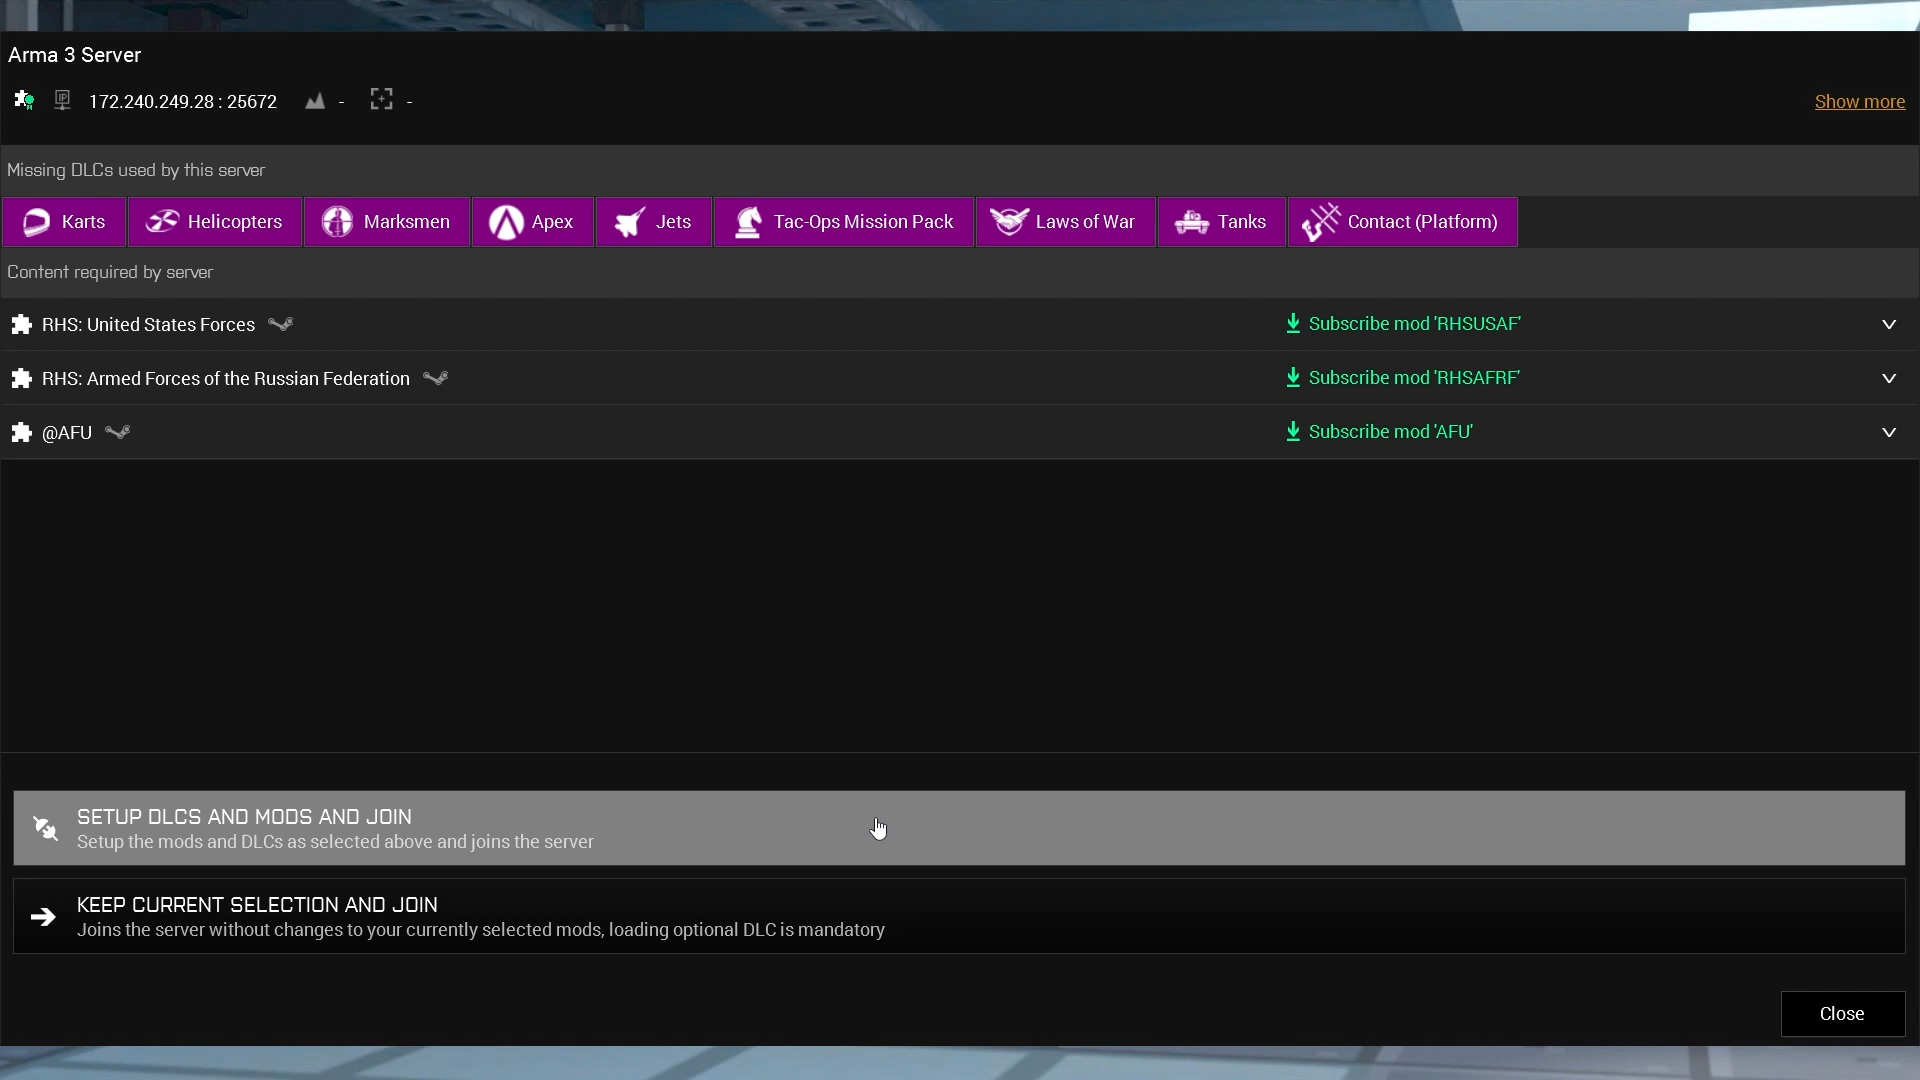 Arma 3 Server
172.240.249.28 : 25672 - -
Show more
Missing DLCs used by this server
Karts Helicopters Marksmen Apex Jets Tac-Ops Mission Pack Laws of War Tanks Contact (Platform)
Content required by server
RHS: United States Forces Subscribe mod 'RHSUSAF'
RHS: Armed Forces of the Russian Federation Subscribe mod 'RHSAFRF'
@AFU Subscribe mod 'AFU'
SETUP DLCS AND MODS AND JOIN
Setup the mods and DLCs as selected above and joins the server
KEEP CURRENT SELECTION AND JOIN
Joins the server without changes to your currently selected mods, loading optional DLC is mandatory
Close